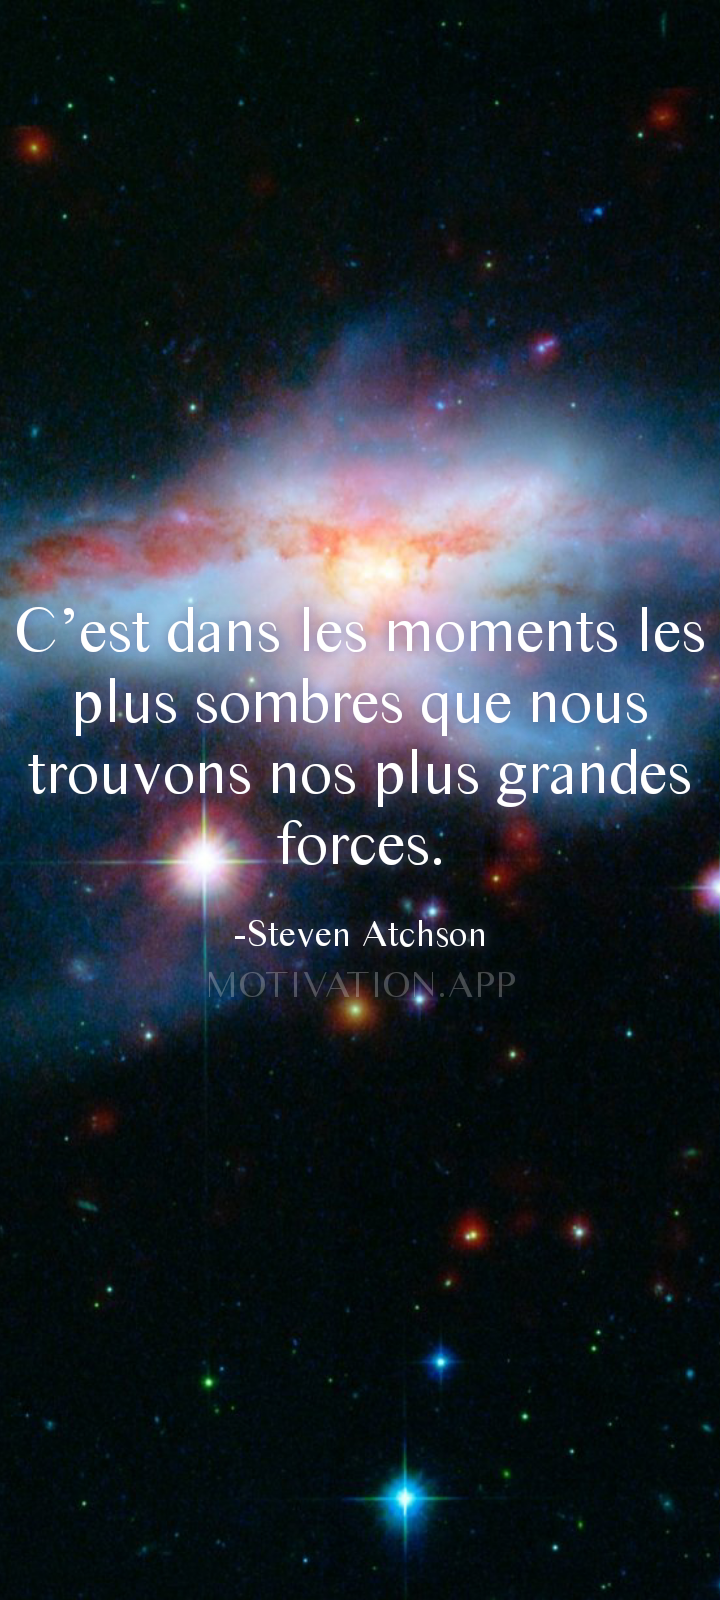 C’est dans les moments les
plus sombres que nous
trouvons nos plus grandes
forces.
-Steven Atchson
MOTIVATION.APP